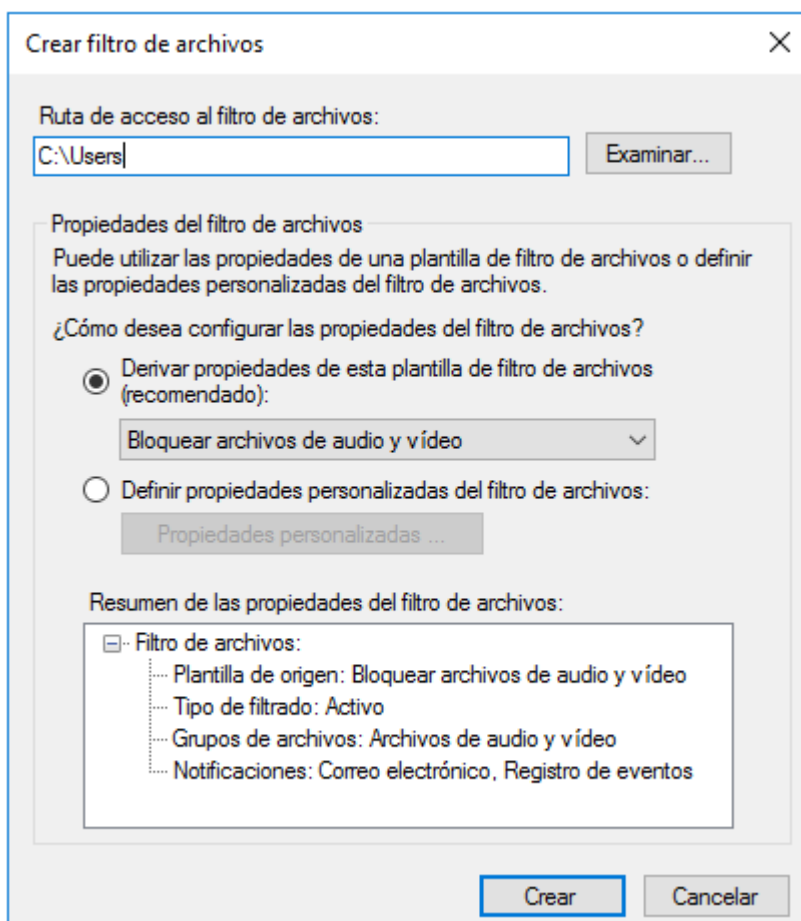 Crear filtro de archivos
Ruta de acceso al filtro de archivos:
C:\Users
Examinar...
Propiedades del filtro de archivos
Puede utilizar las propiedades de una plantilla de filtro de archivos o definir
las propiedades personalizadas del filtro de archivos.
¿Cómo desea configurar las propiedades del filtro de archivos?
Derivar propiedades de esta plantilla de filtro de archivos
(recomendado):
Bloquear archivos de audio y vídeo
Definir propiedades personalizadas del filtro de archivos:
Propiedades personalizadas ...
Resumen de las propiedades del filtro de archivos:
Filtro de archivos:
Plantilla de origen: Bloquear archivos de audio y vídeo
Tipo de filtrado: Activo
Grupos de archivos: Archivos de audio y vídeo
Notificaciones: Correo electrónico, Registro de eventos
Crear
Cancelar